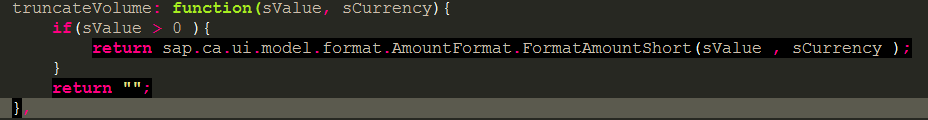 truncateVolume: function(sValue, sCurrency){
if(sValue > 0 ){
return sap.ca.ui.model.format.AmountFormat.FormatAmountShort(sValue , sCurrency );
}
return "";
},